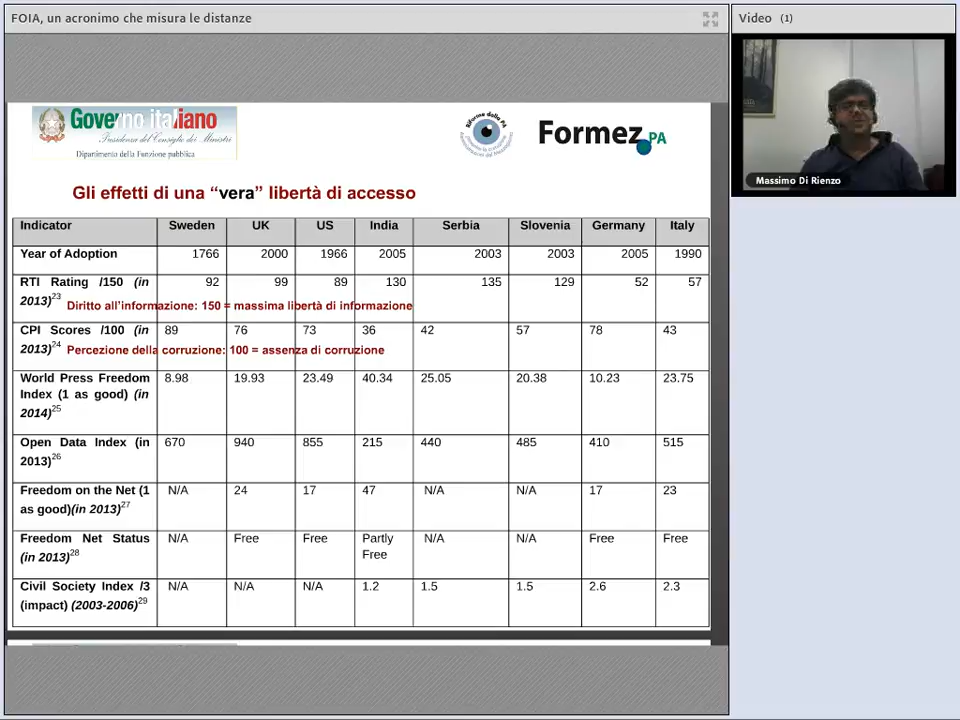 FOIA, un acronimo che misura le distanze
Video (1)
Massimo Di Rienzo
Governo italiano
Presidenza del Consiglio dei Ministri
Dipartimento della Funzione pubblica
Riforme della PA
Formez PA
Gli effetti di una “vera” libertà di accesso
Indicator Sweden UK US India Serbia Slovenia Germany Italy
Year of Adoption 1766 2000 1966 2005 2003 2003 2005 1990
RTI Rating /150 (in 92 99 89 130 135 129 52 57
2013)23 Diritto all’informazione: 150 = massima libertà di informazione
CPI Scores /100 (in 89 76 73 36 42 57 78 43
2013)24 Percezione della corruzione: 100 = assenza di corruzione
World Press Freedom 8.98 19.93 23.49 40.34 25.05 20.38 10.23 23.75
Index (1 as good) (in
2014)25
Open Data Index (in 670 940 855 215 440 485 410 515
2013)26
Freedom on the Net (1 N/A 24 17 47 N/A N/A 17 23
as good)(in 2013)27
Freedom Net Status N/A Free Free Partly N/A N/A Free Free
(in 2013)28 Free
Civil Society Index /3 N/A N/A N/A 1.2 1.5 1.5 2.6 2.3
(impact) (2003-2006)29